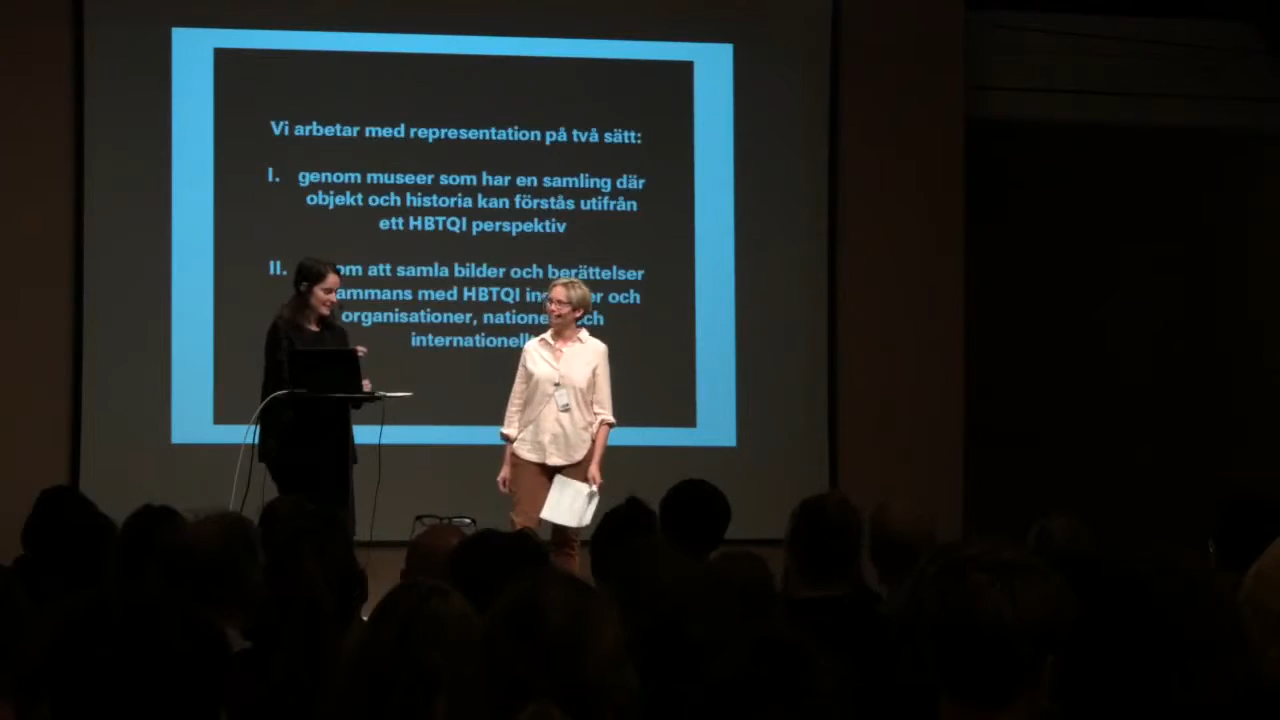 Vi arbetar med representation på två sätt:
I. genom museer som har en samling där
objekt och historia kan förstås utifrån
ett HBTQI perspektiv
II. att samla bilder och berättelser
med HBTQI och
organisationer,